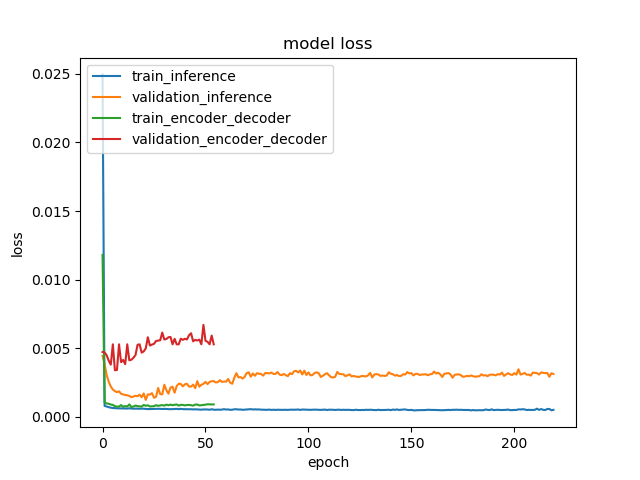 model loss
train_inference
validation_inference
train_encoder_decoder
validation_encoder_decoder
0.025
0.020
0.015
0.010
0.005
0.000
loss
0 50 100 150 200
epoch